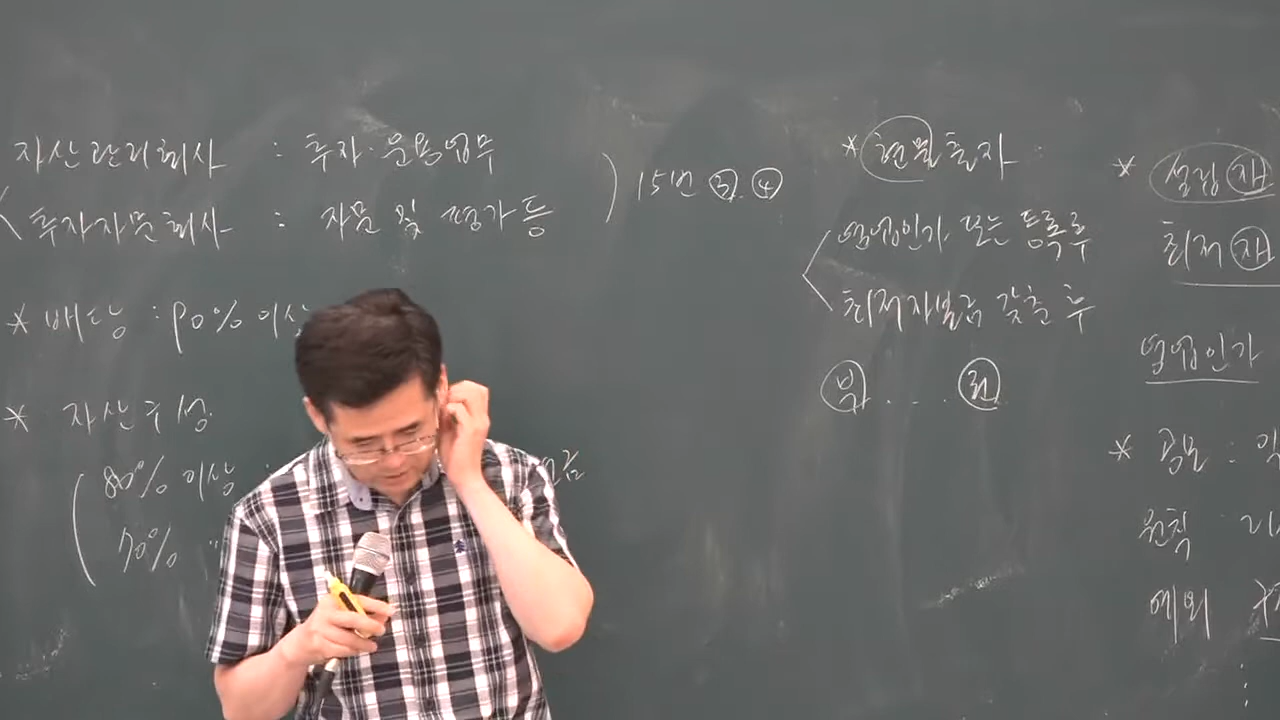 자산관리회사 : 투자·운용업무
투자자문회사 : 자문 및 평가 등
) 15번 ③, ④
* 배당 : 90% 이상
* 자산구성
80% 이상
70% 〃
* 현물출자 :
영업인가 또는 등록후
최저자본금 갖춘 후
... 
* 설립 자
최저 자
영업인가
* 공모 :
원칙
예외